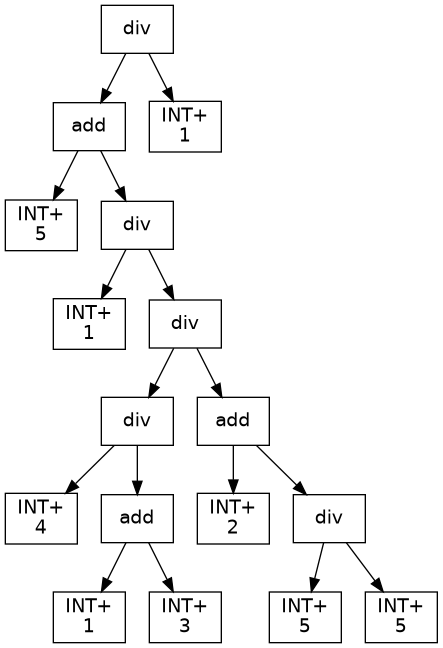 div
add
INT+
1
INT+
5
div
INT+
1
div
div
add
INT+
4
add
INT+
2
div
INT+
1
INT+
3
INT+
5
INT+
5